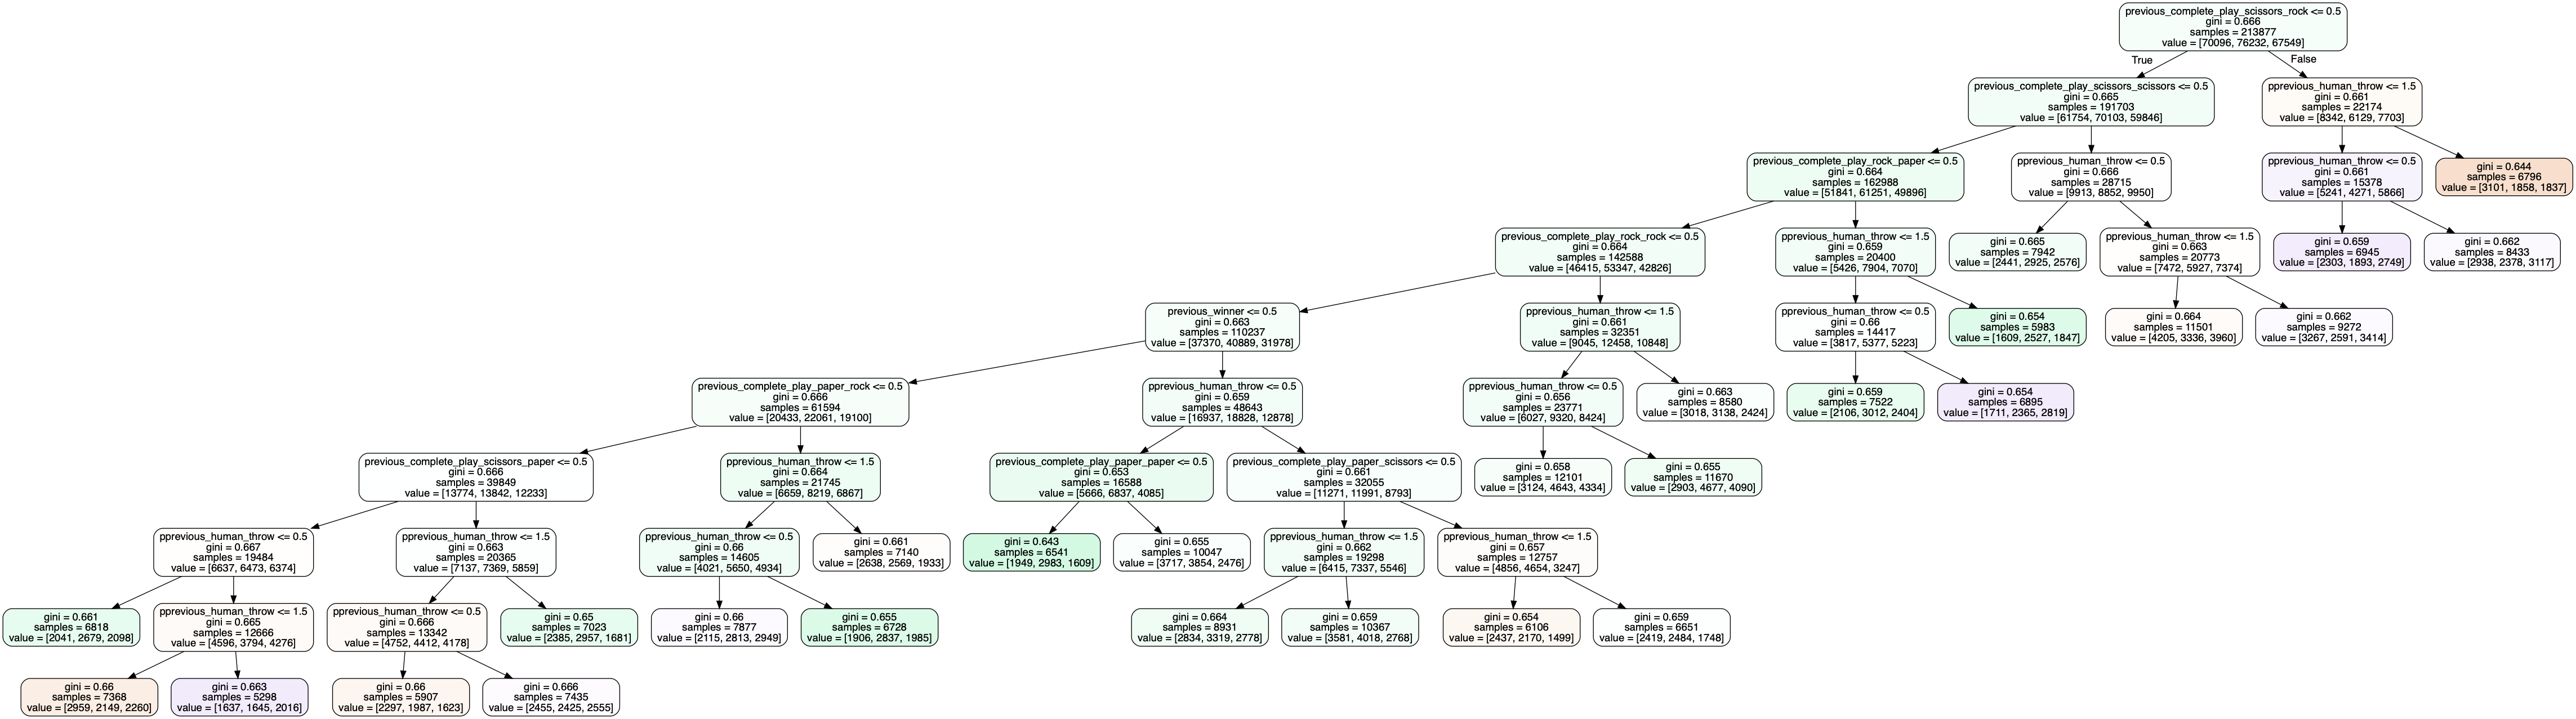 previous_complete_play_scissors_rock <= 0.5
gini = 0.666
samples = 213877
value = [70096, 76232, 67549]
True
False
previous_complete_play_scissors_scissors <= 0.5
gini = 0.665
samples = 191703
value = [61754, 70103, 59846]
pprevious_human_throw <= 1.5
gini = 0.661
samples = 22174
value = [8342, 6129, 7703]
previous_complete_play_rock_paper <= 0.5
gini = 0.664
samples = 162988
value = [51841, 61251, 49896]
pprevious_human_throw <= 0.5
gini = 0.666
samples = 28715
value = [9913, 8852, 9950]
pprevious_human_throw <= 0.5
gini = 0.661
samples = 15378
value = [5241, 4271, 5866]
gini = 0.644
samples = 6796
value = [3101, 1858, 1837]
previous_complete_play_rock_rock <= 0.5
gini = 0.664
samples = 142588
value = [46415, 53347, 42826]
pprevious_human_throw <= 1.5
gini = 0.659
samples = 20400
value = [5426, 7904, 7070]
gini = 0.665
samples = 7942
value = [2441, 2925, 2576]
pprevious_human_throw <= 1.5
gini = 0.663
samples = 20773
value = [7472, 5927, 7374]
gini = 0.659
samples = 6945
value = [2303, 1893, 2749]
gini = 0.662
samples = 8433
value = [2938, 2378, 3117]
previous_winner <= 0.5
gini = 0.663
samples = 110237
value = [37370, 40889, 31978]
pprevious_human_throw <= 1.5
gini = 0.661
samples = 32351
value = [9045, 12458, 10848]
pprevious_human_throw <= 0.5
gini = 0.66
samples = 14417
value = [3817, 5377, 5223]
gini = 0.654
samples = 5983
value = [1609, 2527, 1847]
gini = 0.664
samples = 11501
value = [4205, 3336, 3960]
gini = 0.662
samples = 9272
value = [3267, 2591, 3414]
previous_complete_play_paper_rock <= 0.5
gini = 0.666
samples = 61594
value = [20433, 22061, 19100]
pprevious_human_throw <= 0.5
gini = 0.659
samples = 48643
value = [16937, 18828, 12878]
pprevious_human_throw <= 0.5
gini = 0.656
samples = 23771
value = [6027, 9320, 8424]
gini = 0.663
samples = 8580
value = [3018, 3138, 2424]
gini = 0.659
samples = 7522
value = [2106, 3012, 2404]
gini = 0.654
samples = 6895
value = [1711, 2365, 2819]
previous_complete_play_scissors_paper <= 0.5
gini = 0.666
samples = 39849
value = [13774, 13842, 12233]
pprevious_human_throw <= 1.5
gini = 0.664
samples = 21745
value = [6659, 8219, 6867]
previous_complete_play_paper_paper <= 0.5
gini = 0.653
samples = 16588
value = [5666, 6837, 4085]
previous_complete_play_paper_scissors <= 0.5
gini = 0.661
samples = 32055
value = [11271, 11991, 8793]
gini = 0.658
samples = 12101
value = [3124, 4643, 4334]
gini = 0.655
samples = 11670
value = [2903, 4677, 4090]
pprevious_human_throw <= 0.5
gini = 0.667
samples = 19484
value = [6637, 6473, 6374]
pprevious_human_throw <= 1.5
gini = 0.663
samples = 20365
value = [7137, 7369, 5859]
pprevious_human_throw <= 0.5
gini = 0.66
samples = 14605
value = [4021, 5650, 4934]
gini = 0.661
samples = 7140
value = [2638, 2569, 1933]
gini = 0.643
samples = 6541
value = [1949, 2983, 1609]
gini = 0.655
samples = 10047
value = [3717, 3854, 2476]
pprevious_human_throw <= 1.5
gini = 0.662
samples = 19298
value = [6415, 7337, 5546]
pprevious_human_throw <= 1.5
gini = 0.657
samples = 12757
value = [4856, 4654, 3247]
gini = 0.661
samples = 6818
value = [2041, 2679, 2098]
pprevious_human_throw <= 1.5
gini = 0.665
samples = 12666
value = [4596, 3794, 4276]
pprevious_human_throw <= 0.5
gini = 0.666
samples = 13342
value = [4752, 4412, 4178]
gini = 0.65
samples = 7023
value = [2385, 2957, 1681]
gini = 0.66
samples = 7877
value = [2115, 2813, 2949]
gini = 0.655
samples = 6728
value = [1906, 2837, 1985]
gini = 0.664
samples = 8931
value = [2834, 3319, 2778]
gini = 0.659
samples = 10367
value = [3581, 4018, 2768]
gini = 0.654
samples = 6106
value = [2437, 2170, 1499]
gini = 0.659
samples = 6651
value = [2419, 2484, 1748]
gini = 0.66
samples = 7368
value = [2959, 2149, 2260]
gini = 0.663
samples = 5298
value = [1637, 1645, 2016]
gini = 0.66
samples = 5907
value = [2297, 1987, 1623]
gini = 0.666
samples = 7435
value = [2455, 2425, 2555]